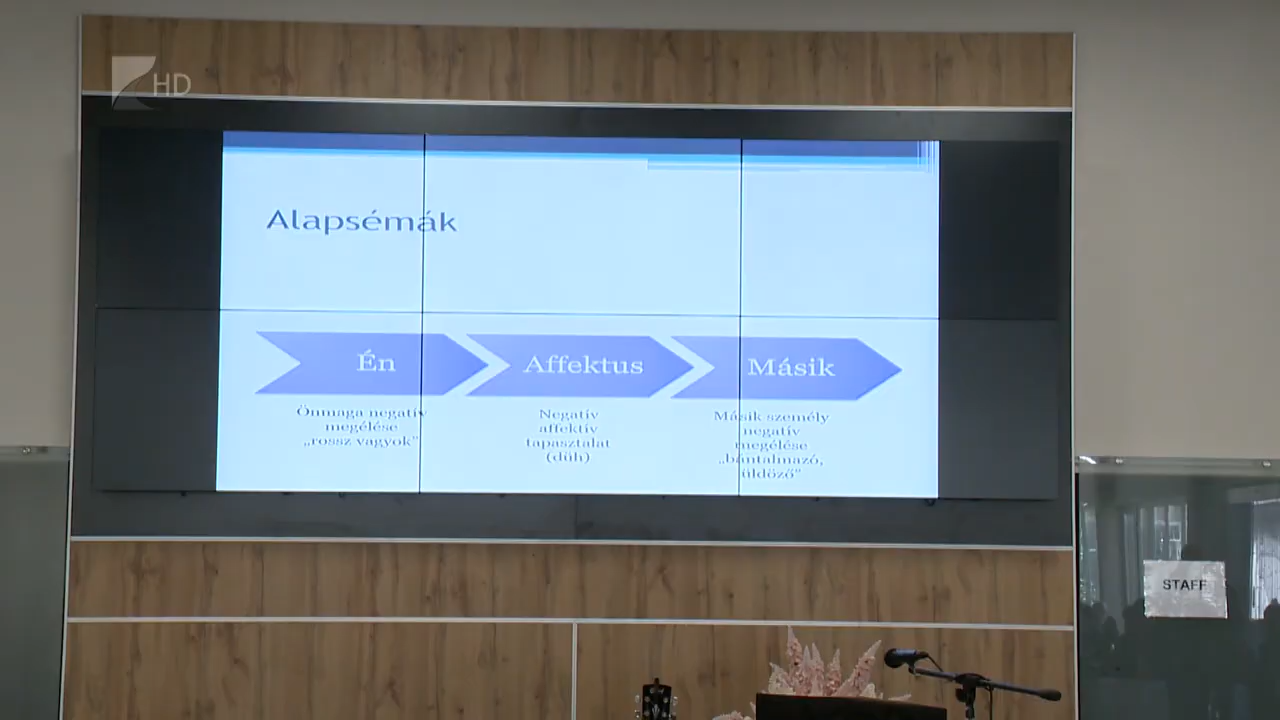 HD
Alapsémák
Én
Affektus
Másik
Önmaga negatív
megélése
„rossz vagyok”
Negatív
affektív
tapasztalat
(düh)
Másik személy
negatív
megélése
„bántalmazó,
üldöző”
STAFF